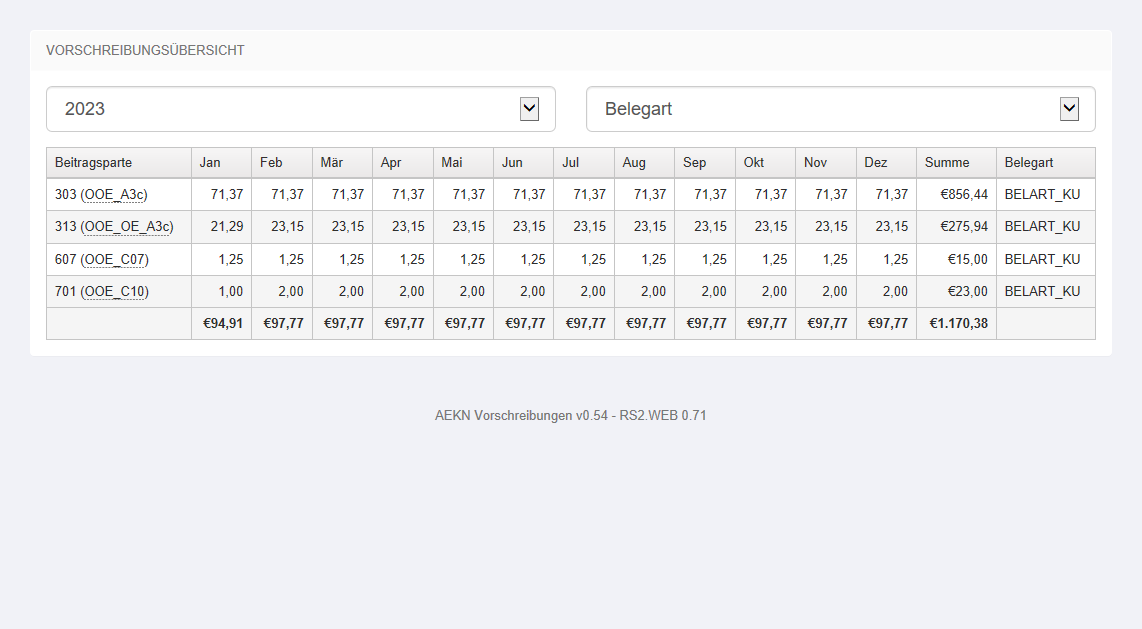 VORSCHREIBUNGSÜBERSICHT
2023 Belegart
Beitragsparte Jan Feb Mär Apr Mai Jun Jul Aug Sep Okt Nov Dez Summe Belegart
303 (OOE_A3c) 71,37 71,37 71,37 71,37 71,37 71,37 71,37 71,37 71,37 71,37 71,37 71,37 €856,44 BELART_KU
313 (OOE_OE_A3c) 21,29 23,15 23,15 23,15 23,15 23,15 23,15 23,15 23,15 23,15 23,15 23,15 €275,94 BELART_KU
607 (OOE_C07) 1,25 1,25 1,25 1,25 1,25 1,25 1,25 1,25 1,25 1,25 1,25 1,25 €15,00 BELART_KU
701 (OOE_C10) 1,00 2,00 2,00 2,00 2,00 2,00 2,00 2,00 2,00 2,00 2,00 2,00 €23,00 BELART_KU
€94,91 €97,77 €97,77 €97,77 €97,77 €97,77 €97,77 €97,77 €97,77 €97,77 €97,77 €97,77 €1.170,38
AEKN Vorschreibungen v0.54 - RS2.WEB 0.71